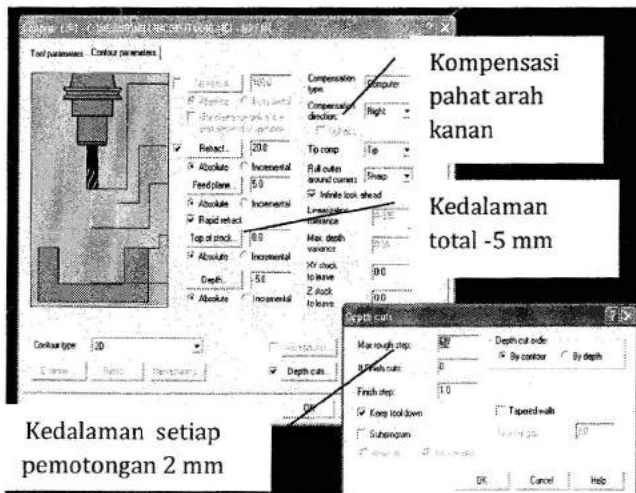 Tool parameters
Contour parameters
Compensation type:
Computer
Compensation direction:
Right
Retract...
20.0
Absolute
Incremental
Feed plane...
5.0
Absolute
Incremental
Rapid retract
Top of stock...
0.0
Absolute
Incremental
Depth...
-5.0
Absolute
Incremental
Tip comp
Tip
Roll cutter around corners
Sharp
Infinite look ahead
Linearization tolerance
Max. depth variance
XY stock to leave
0.0
Z stock to leave
0.0
Contour type:
2D
Depth cuts...
OK
Kompensasi
pahat arah
kanan
Kedalaman
total -5 mm
Kedalaman setiap
pemotongan 2 mm
Depth cuts
Max rough step:
# Finish cuts:
0
Finish step:
1.0
Keep tool down
Subprogram
Depth cut order
By contour
By depth
Tapered walls
OK
Cancel
Help